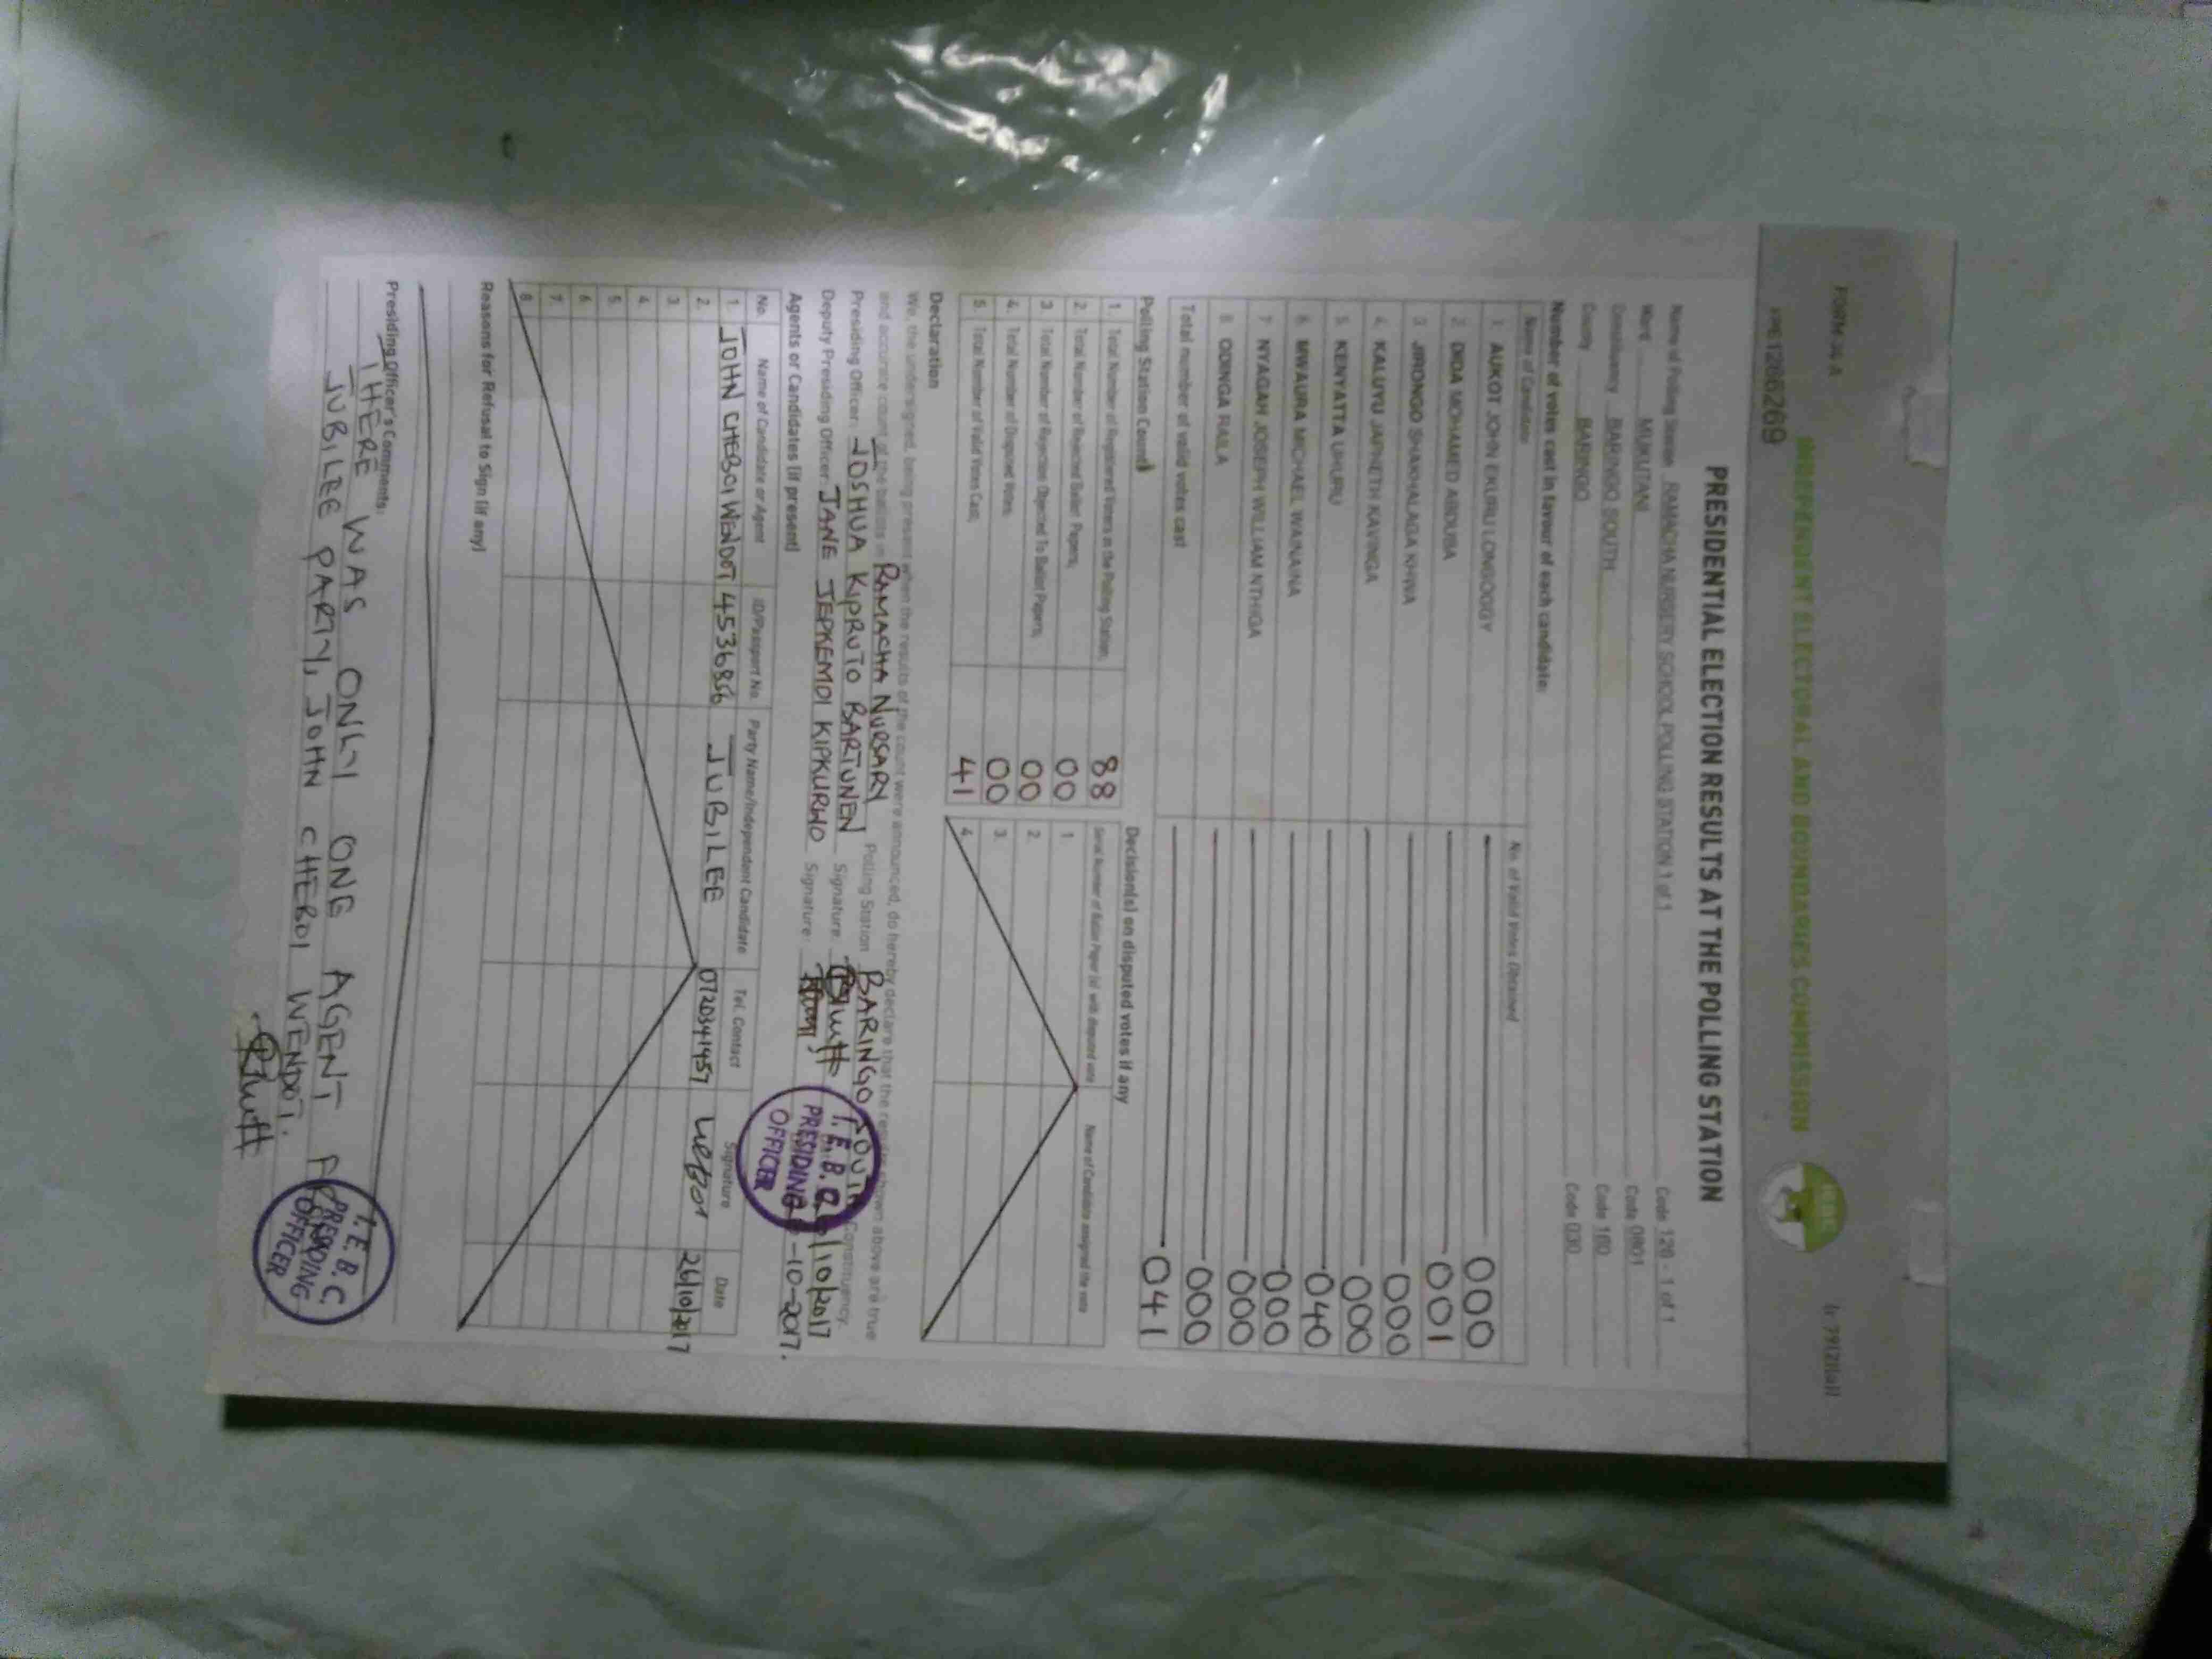 FORM 34 A
INDEPENDENT ELECTORAL AND BOUNDARIES COMMISSION
IEBC
PRESIDENTIAL ELECTION RESULTS AT THE POLLING STATION
Name of Polling Station RAMACHA NURSERY SCHOOL POLLING STATION 1 of 1 Code 120 - 1 of 1
Ward MUKUTANI Code 0801
Constituency BARINGO SOUTH Code 160
County BARINGO Code 030
Number of votes cast in favour of each candidate:
Name of Candidate No. of Valid Votes Obtained
1. AUKOT JOHN EKURU LONGOGGY 000
2. DIDA MOHAMED ABDUBA 001
3. JIRONGO SHAKHALAGA KHWA 000
4. KALUYU JAPHETH KAVINGA 000
5. KENYATTA UHURU 040
6. MWAURA MICHAEL WAINAINA 000
7. NYAGAH JOSEPH WILLIAM NTHIGA 000
8. ODINGA RAILA 000
Total number of valid votes cast 041
Polling Station Counts
1. Total Number of Registered Voters in the Polling Station; 88
2. Total Number of Rejected Ballot Papers; 00
3. Total Number of Rejection Objected To Ballot Papers; 00
4. Total Number of Disputed Votes; 00
5. Total Number of Valid Votes Cast; 41
Decision(s) on disputed votes if any
Serial Number of Ballot Paper (s) with disputed vote Name of Candidate assigned the vote
1.
2.
3.
4.
Declaration
We, the undersigned, being present when the results of the count were announced, do hereby declare that the results shown above are true
and accurate count of the ballots in RAMACHA NURSARY Polling Station BARINGO SOUTH Constituency.
Presiding Officer: JOSHUA KIPRUTO BARTUNEN Signature: /10/2017
Deputy Presiding Officer: JANE JEPKEMOI KIPKURWO Signature: -10-2017.
I.E.B.C
PRESIDING
OFFICER
Agents or Candidates (if present)
No. Name of Candidate or Agent ID/Passport No. Party Name/Independent Candidate Tel. Contact Signature Date
1. JOHN CHEBOI WENDOT 4536856 JUBILEE 0720341457 26/10/2017
2.
3.
4.
5.
6.
7.
8.
Reasons for Refusal to Sign (if any)
Presiding Officer's Comments:
THERE WAS ONLY ONE AGENT
JUBILEE PARTY, JOHN CHEBOI WENDOT.
I.E.B.C
PRESIDING
OFFICER